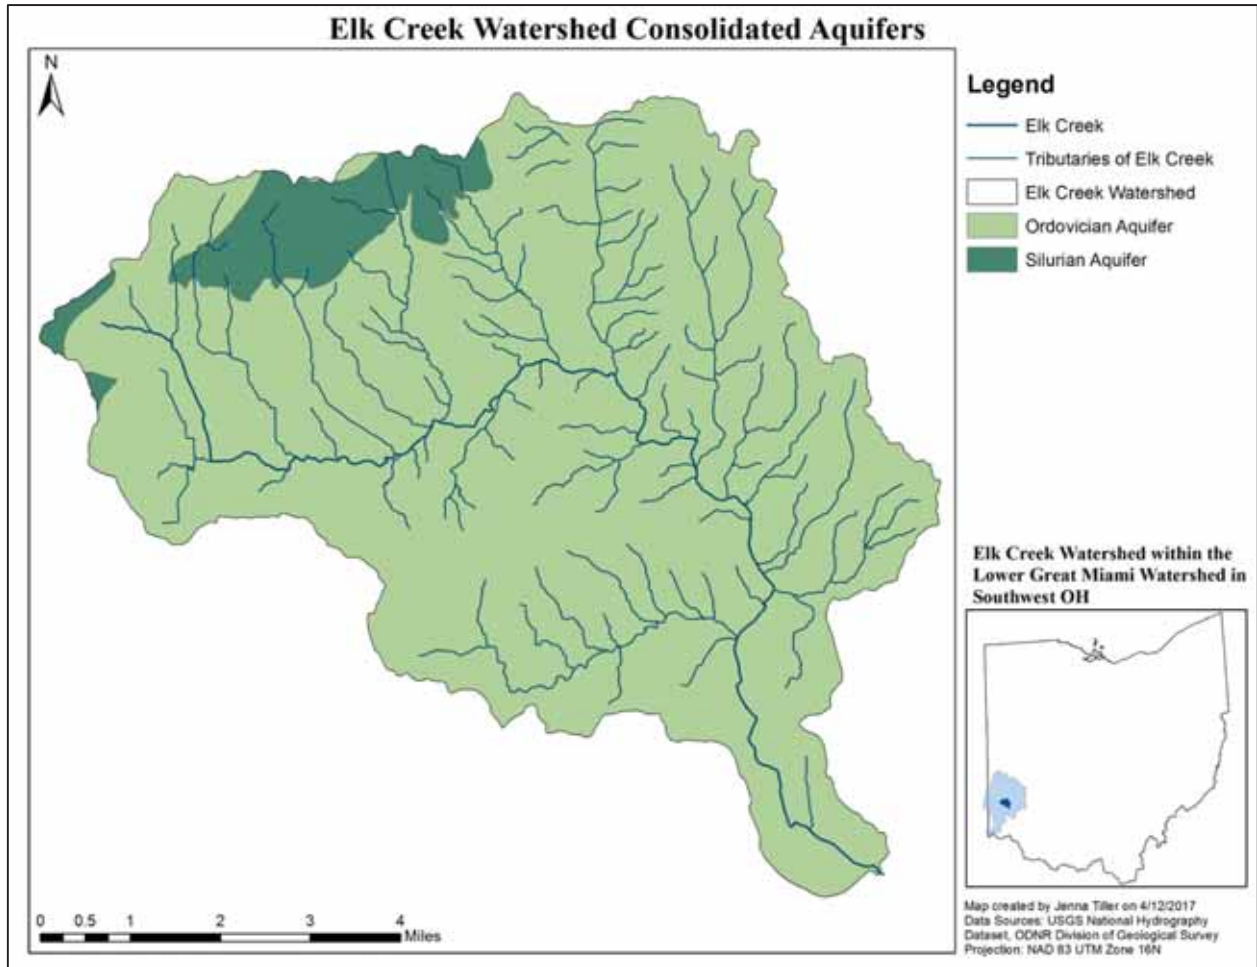 Elk Creek Watershed Consolidated Aquifers
N
Legend
Elk Creek
Tributaries of Elk Creek
Elk Creek Watershed
Ordovician Aquifer
Silurian Aquifer
Elk Creek Watershed within the
Lower Great Miami Watershed in
Southwest OH
0 0.5 1 2 3 4
Miles
Map created by Jenna Tiller on 4/12/2017
Data Sources: USGS National Hydrography
Dataset, ODNR Division of Geological Survey
Projection: NAD 83 UTM Zone 16N